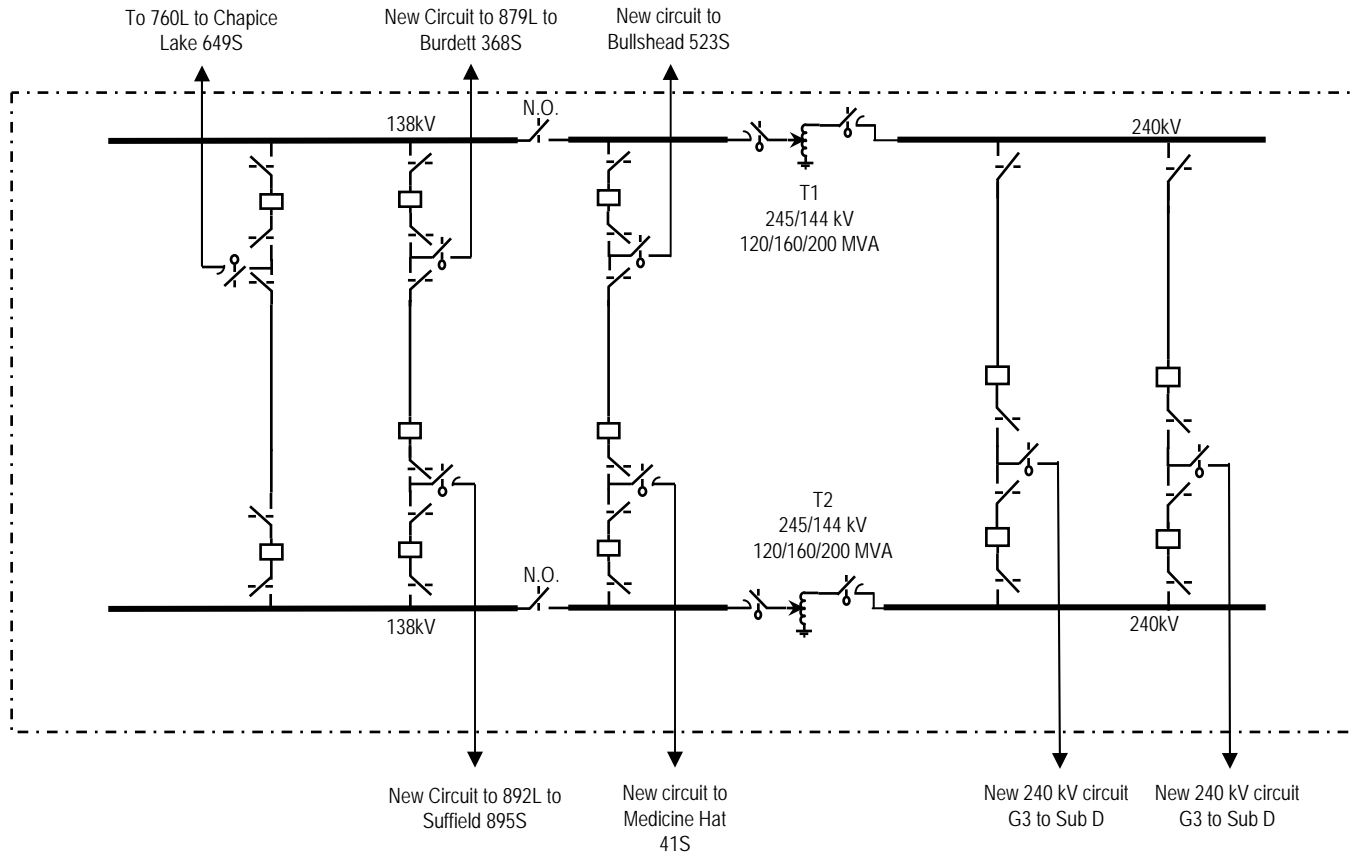 To 760L to Chapice
Lake 649S
New Circuit to 879L to
Burdett 368S
New circuit to
Bullshead 523S
N.O.
138kV
240kV
T1
245/144 kV
120/160/200 MVA
T2
245/144 kV
120/160/200 MVA
N.O.
138kV
240kV
New Circuit to 892L to
Suffield 895S
New circuit to
Medicine Hat
41S
New 240 kV circuit
G3 to Sub D
New 240 kV circuit
G3 to Sub D